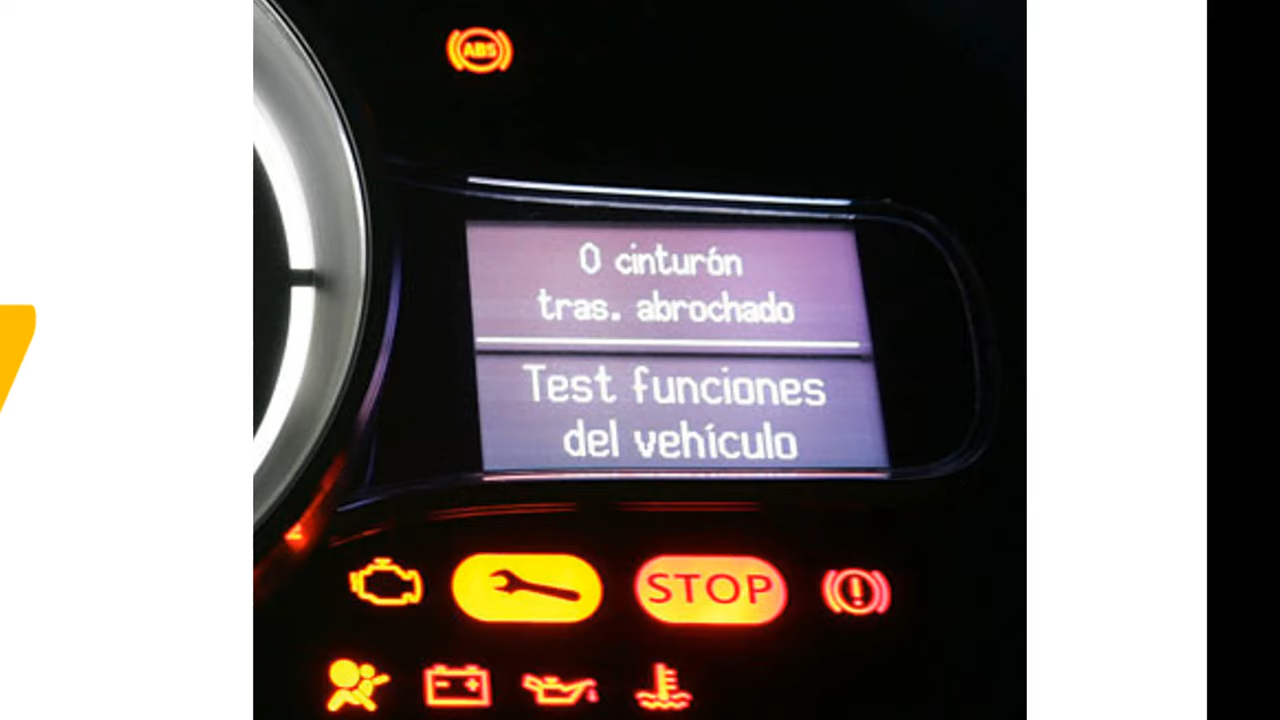 ABS
0 cinturón
tras. abrochado
Test funciones
del vehículo
STOP